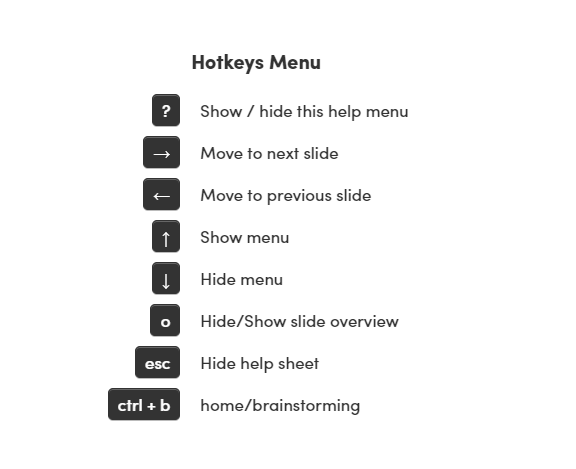 Hotkeys Menu
? Show / hide this help menu
→ Move to next slide
← Move to previous slide
↑ Show menu
↓ Hide menu
o Hide/Show slide overview
esc Hide help sheet
ctrl + b home/brainstorming